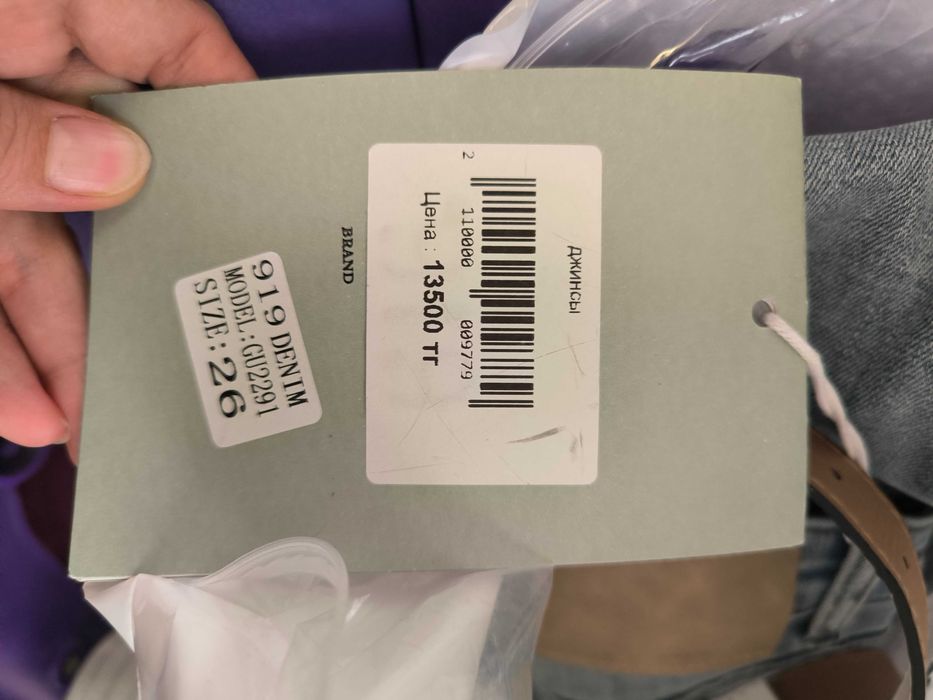 джинсы
2 110000 009779
Цена : 13500 тг
BRAND
919 DENIM
MODEL:GU2291
SIZE:26